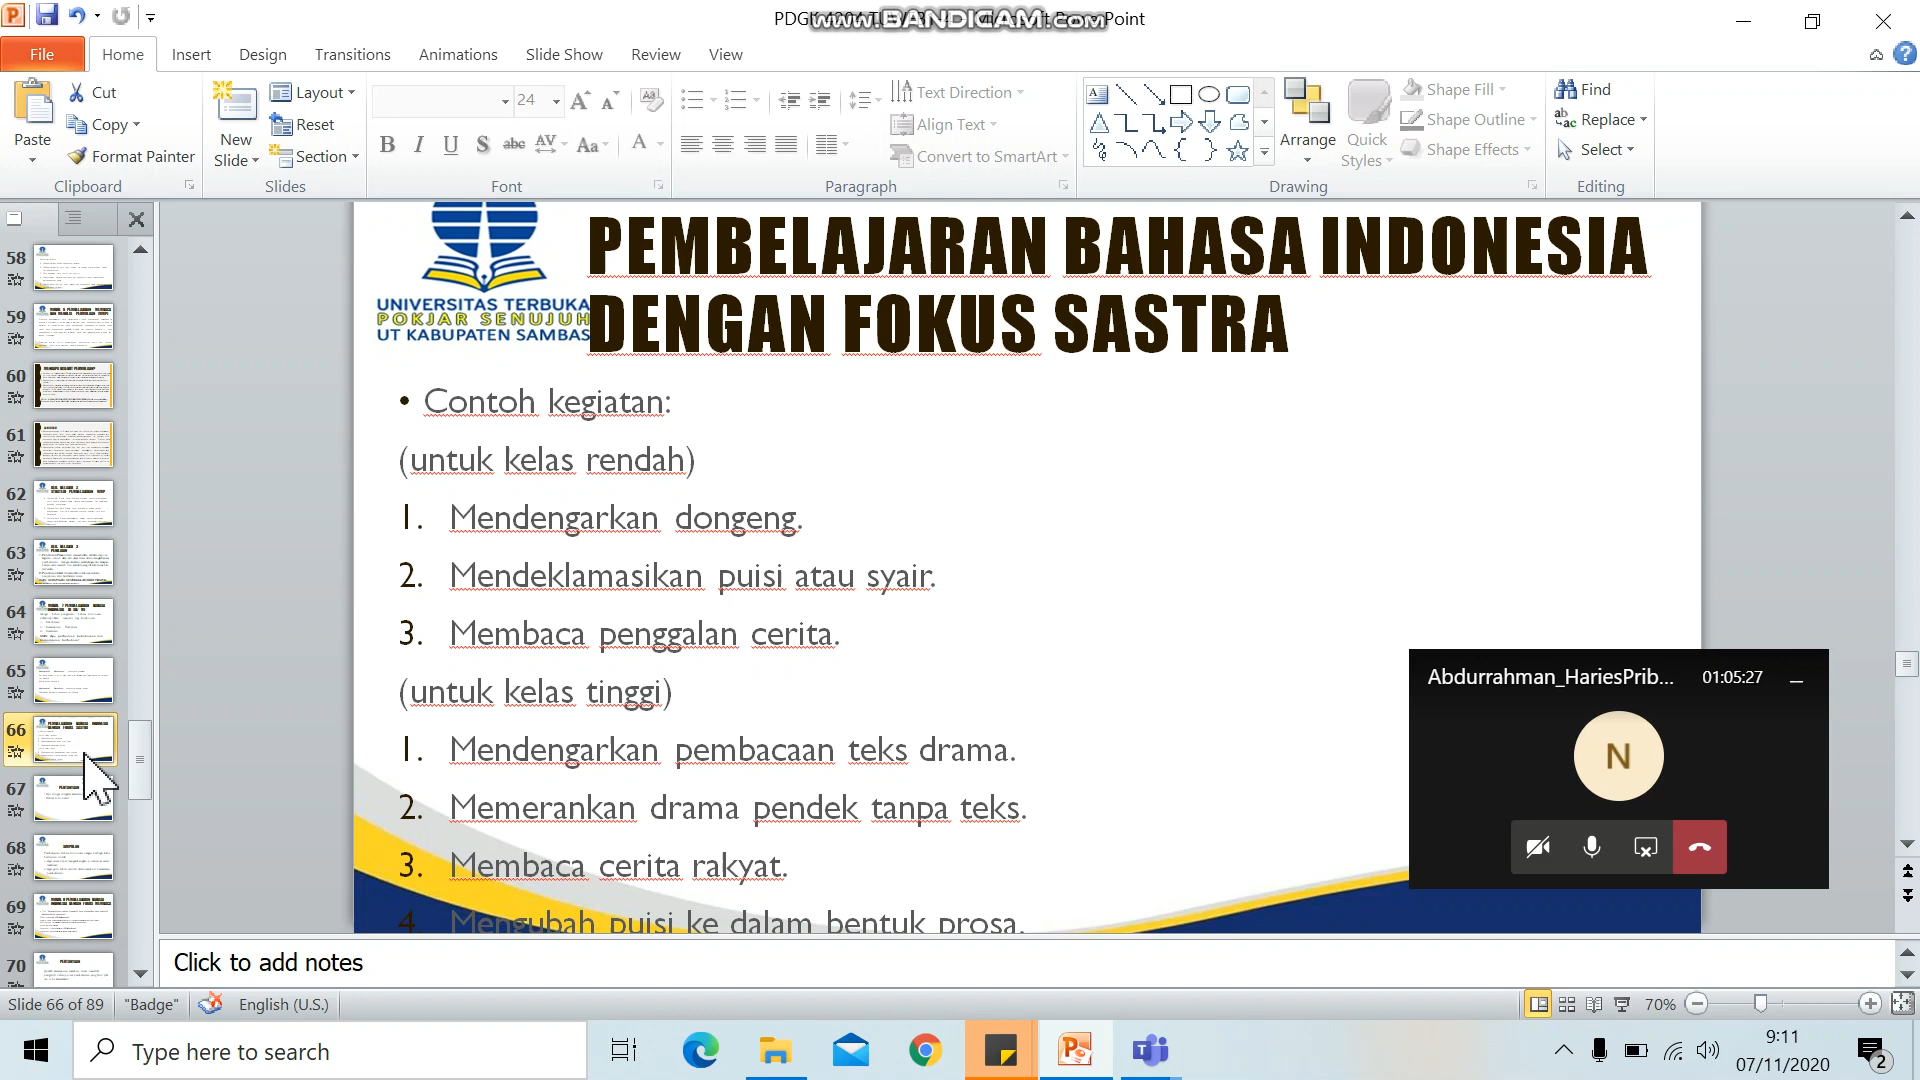 PDGK 4204 TUWEB - Microsoft PowerPoint
www.BANDICAM.com
File Home Insert Design Transitions Animations Slide Show Review View
Paste
Cut
Copy
Format Painter
Clipboard
New Slide
Layout
Reset
Section
Slides
24
Font
Paragraph
Text Direction
Align Text
Convert to SmartArt
Arrange
Quick Styles
Shape Fill
Shape Outline
Shape Effects
Drawing
Find
Replace
Select
Editing
58
59
60
61
62
63
64
65
66
67
68
69
70
UNIVERSITAS TERBUKA
POKJAR SENUJUH
UT KABUPATEN SAMBAS
PEMBELAJARAN BAHASA INDONESIA
DENGAN FOKUS SASTRA
• Contoh kegiatan:
(untuk kelas rendah)
1. Mendengarkan dongeng.
2. Mendeklamasikan puisi atau syair.
3. Membaca penggalan cerita.
(untuk kelas tinggi)
1. Mendengarkan pembacaan teks drama.
2. Memerankan drama pendek tanpa teks.
3. Membaca cerita rakyat.
4. Mengubah puisi ke dalam bentuk prosa.
Abdurrahman_HariesPrib... 01:05:27
N
Click to add notes
Slide 66 of 89 "Badge" English (U.S.) 70%
Type here to search
9:11
07/11/2020
2